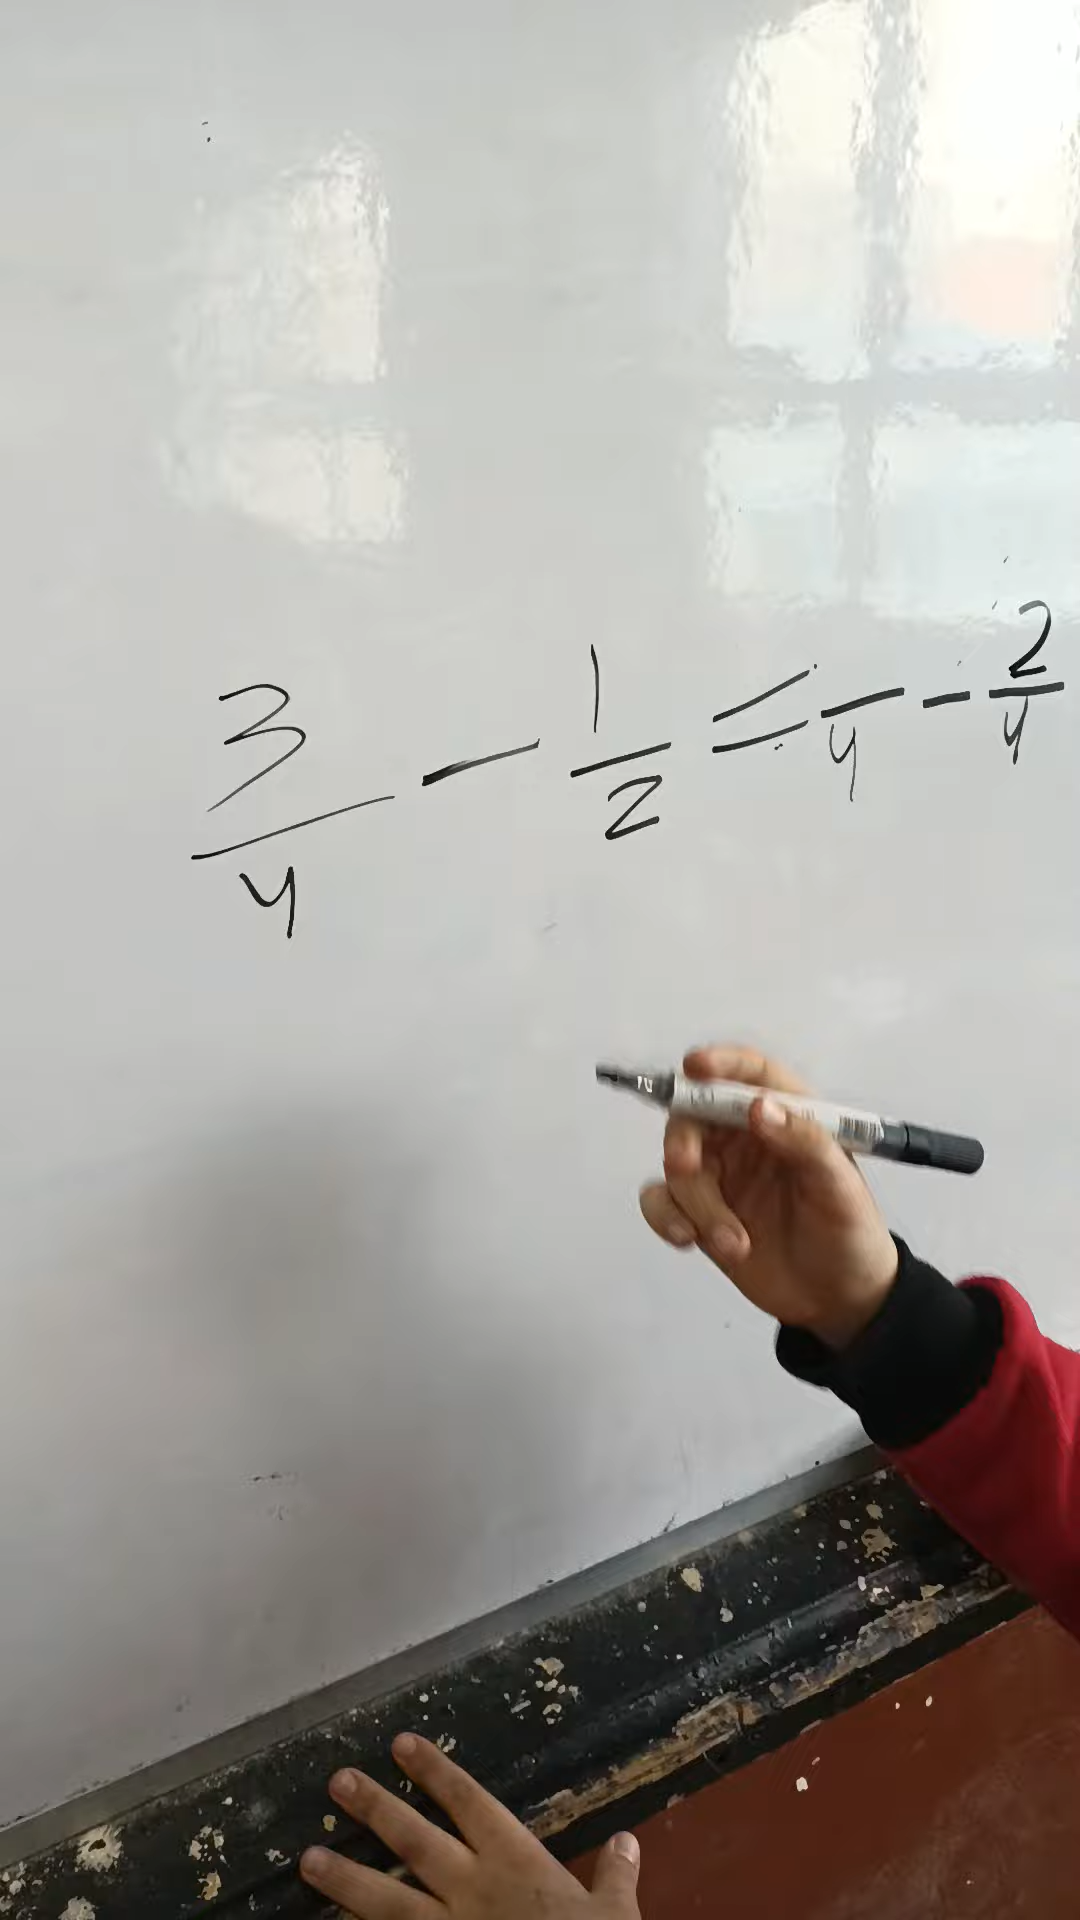 3/4 - 1/2 = /4 - 2/4